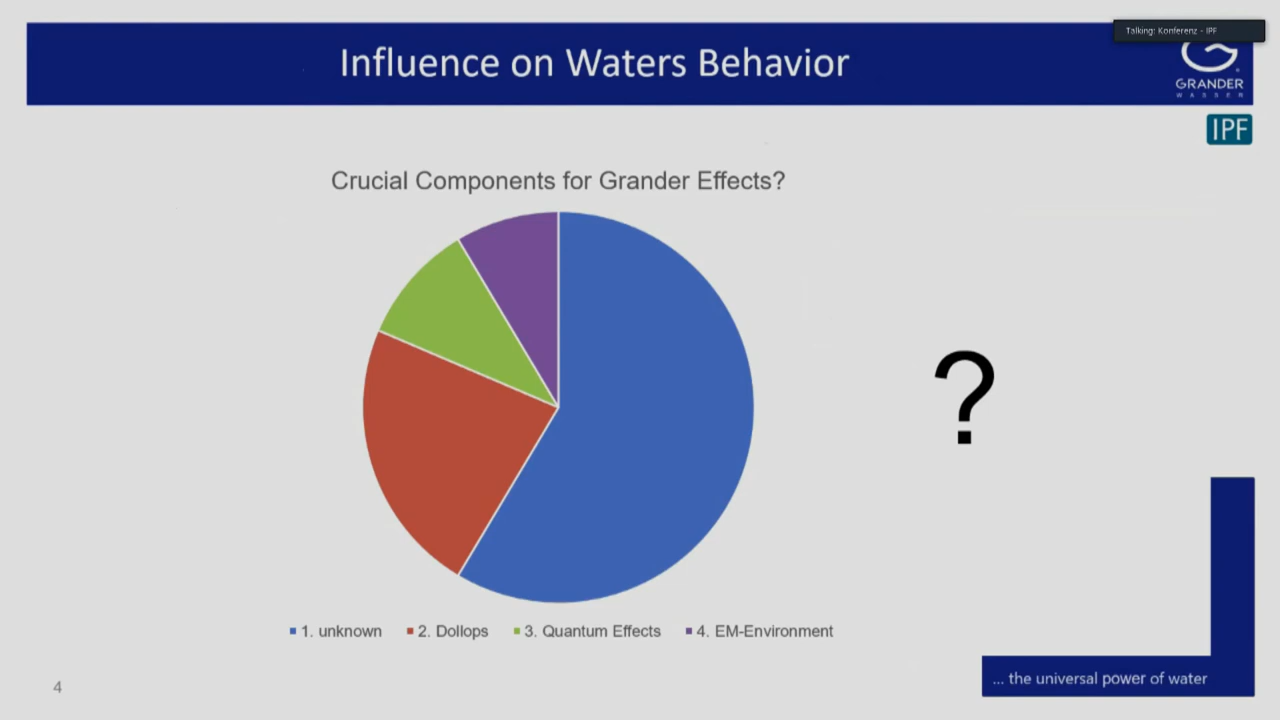 Talking: Konferenz - IPF
Influence on Waters Behavior
GRANDER
WASSER
IPF
Crucial Components for Grander Effects?
?
1. unknown 2. Dollops 3. Quantum Effects 4. EM-Environment
... the universal power of water
4